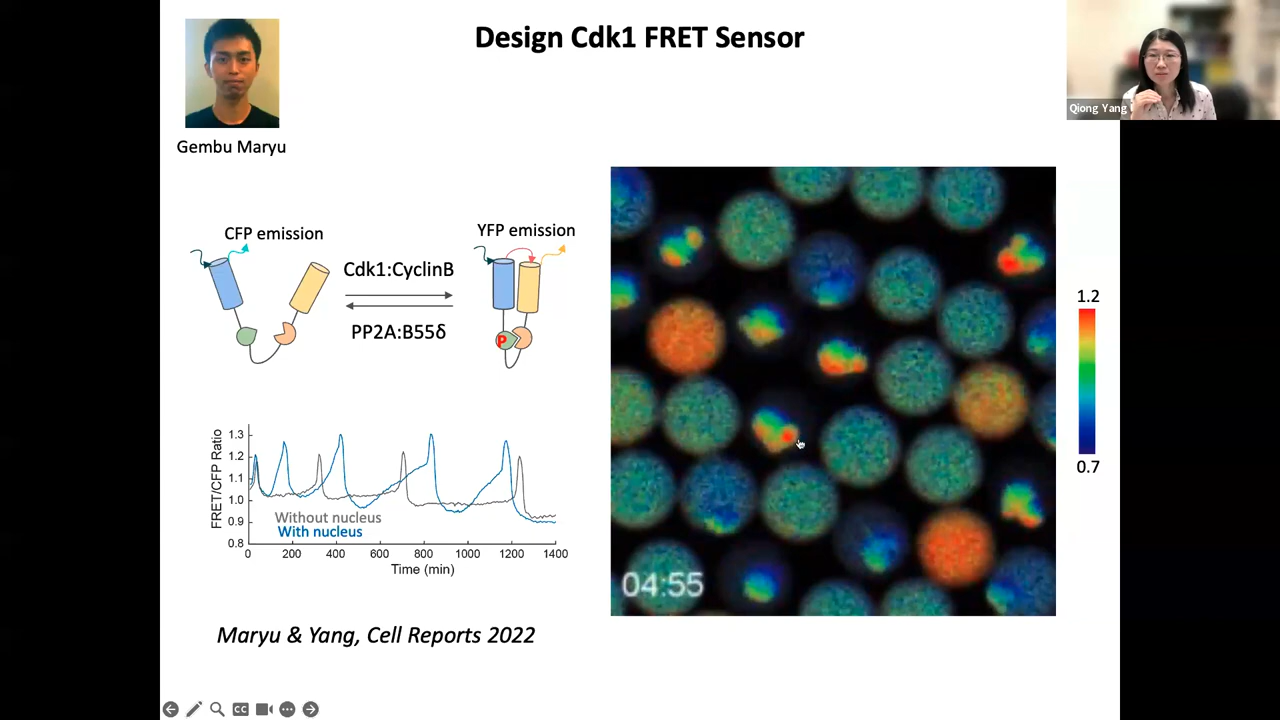 Design Cdk1 FRET Sensor
Qiong Yang
Gembu Maryu
CFP emission
YFP emission
Cdk1:CyclinB
PP2A:B55δ
P
04:55
1.2
0.7
FRET/CFP Ratio
1.3
1.2
1.1
1.0
0.9
0.8
Without nucleus
With nucleus
0 200 400 600 800 1000 1200 1400
Time (min)
Maryu & Yang, Cell Reports 2022
CC